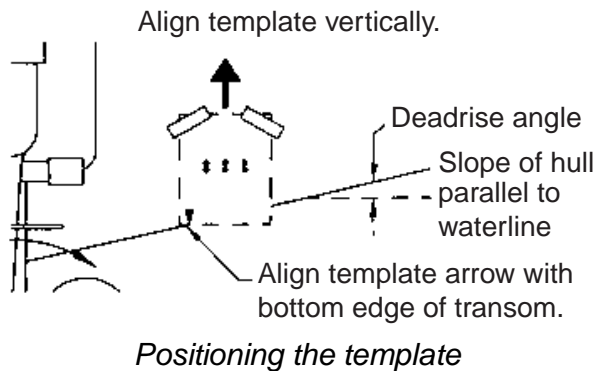 Align template vertically.
Deadrise angle
Slope of hull
parallel to
waterline
Align template arrow with
bottom edge of transom.
Positioning the template